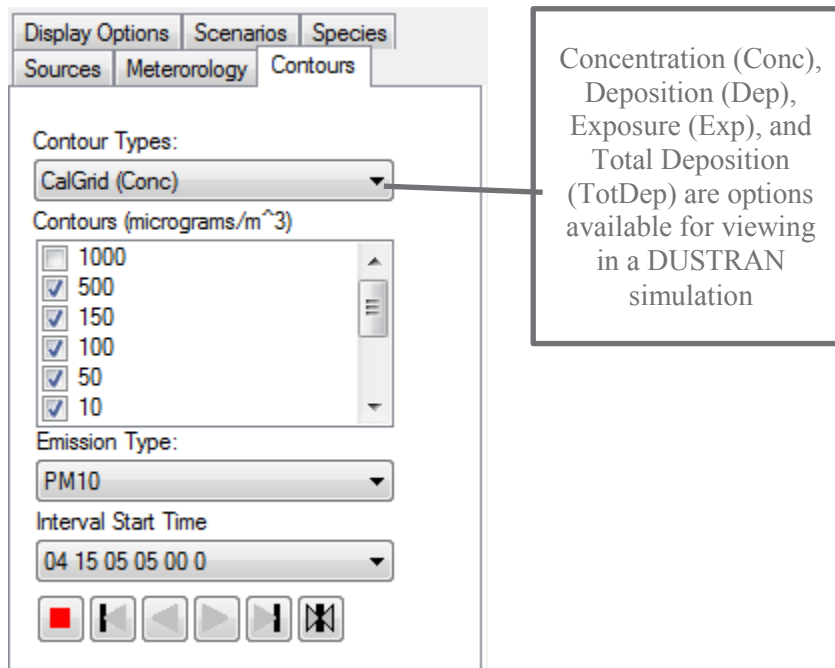 Display Options Scenarios Species
Sources Meterorology Contours
Contour Types:
CalGrid (Conc)
Contours (micrograms/m^3)
1000
500
150
100
50
10
Emission Type:
PM10
Interval Start Time
04 15 05 05 00 0
Concentration (Conc),
Deposition (Dep),
Exposure (Exp), and
Total Deposition
(TotDep) are options
available for viewing
in a DUSTRAN
simulation